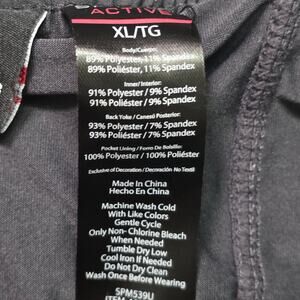 ACTIVE
XL/TG
Body/Cuerpo:
89% Polyester, 11% Spandex
89% Poliéster, 11% Spandex
Inner/Interior:
91% Polyester / 9% Spandex
91% Poliéster / 9% Spandex
Back Yoke / Canesú Posterior:
93% Polyester / 7% Spandex
93% Poliéster / 7% Spandex
Pocket Lining / Forro De Bolsillo:
100% Polyester / 100% Poliéster
Exclusive of Decoration / Decoración No Textil
Made In China
Hecho En China
Machine Wash Cold
With Like Colors
Gentle Cycle
Only Non- Chlorine Bleach
When Needed
Tumble Dry Low
Cool Iron If Needed
Do Not Dry Clean
Wash Once Before Wearing
SPM539U